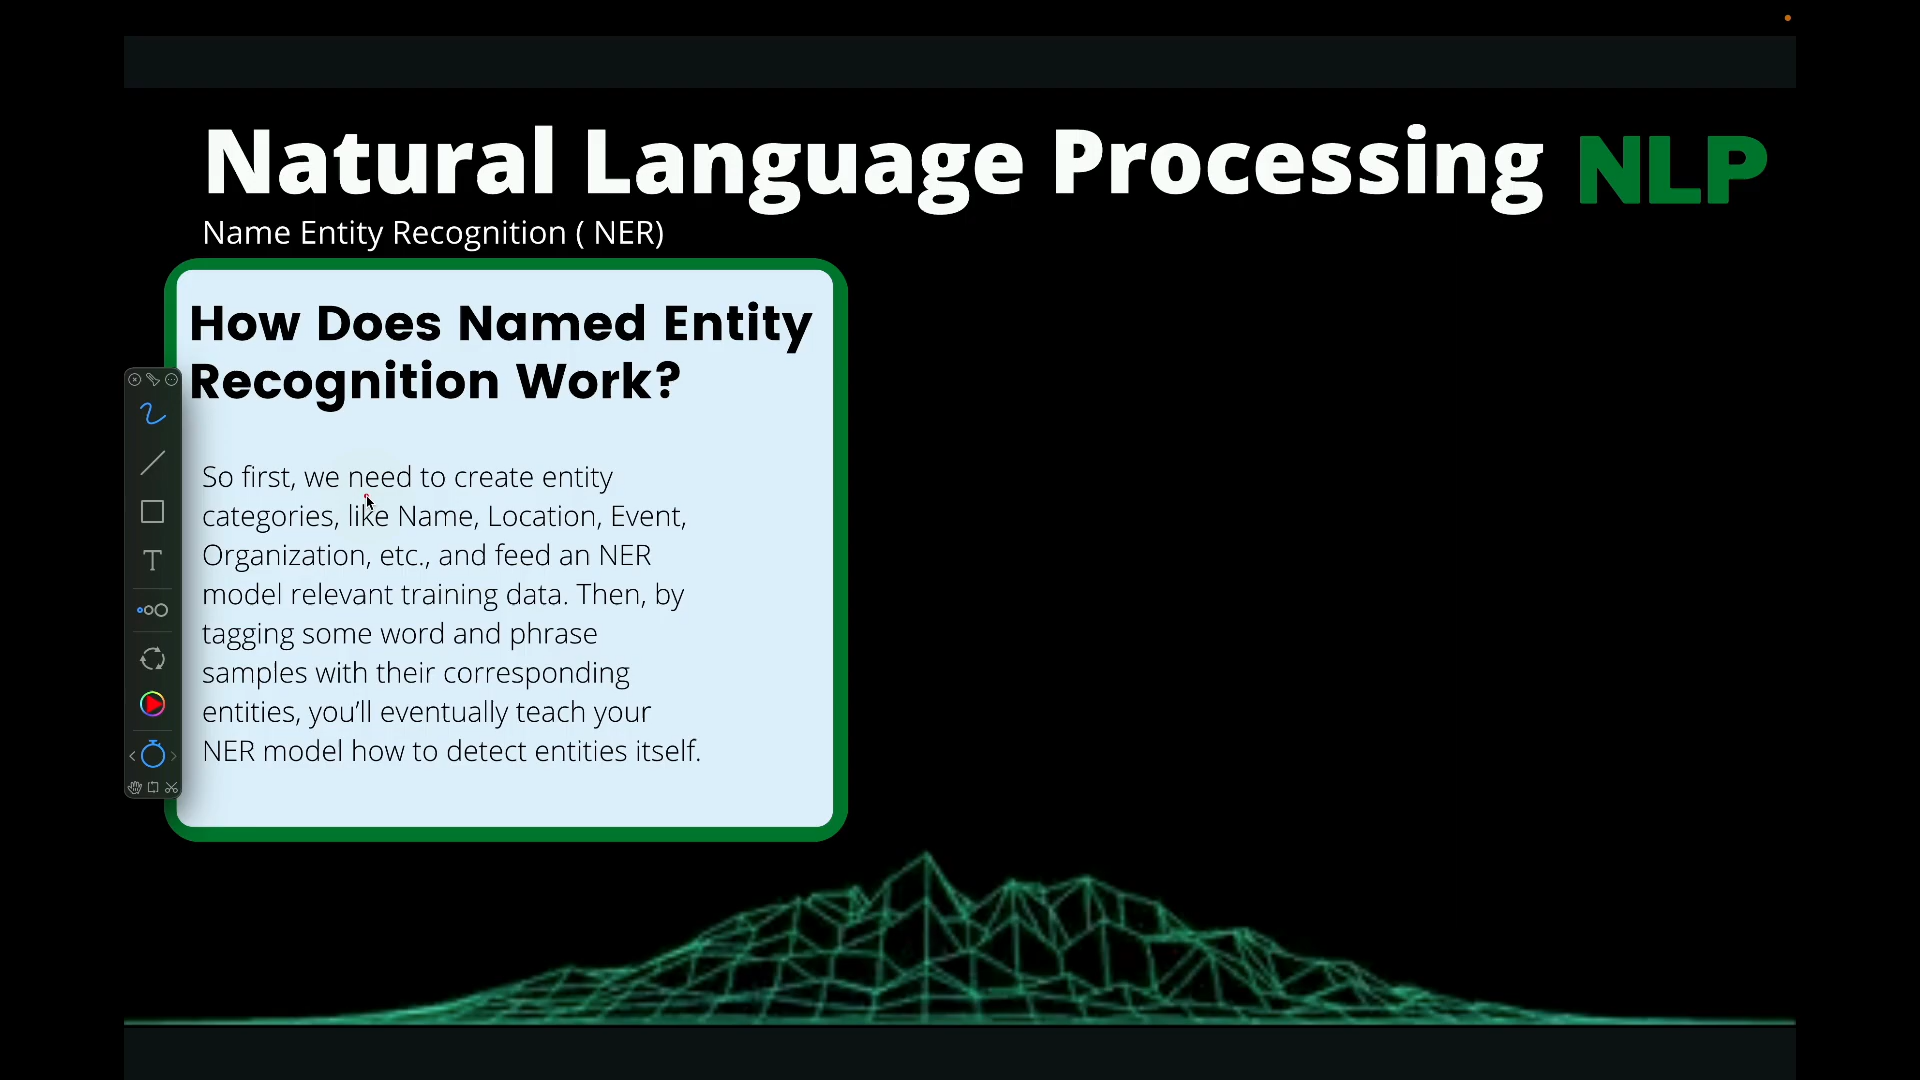 Natural Language Processing NLP
Name Entity Recognition ( NER)
How Does Named Entity
Recognition Work?
So first, we need to create entity
categories, like Name, Location, Event,
Organization, etc., and feed an NER
model relevant training data. Then, by
tagging some word and phrase
samples with their corresponding
entities, you’ll eventually teach your
NER model how to detect entities itself.
T